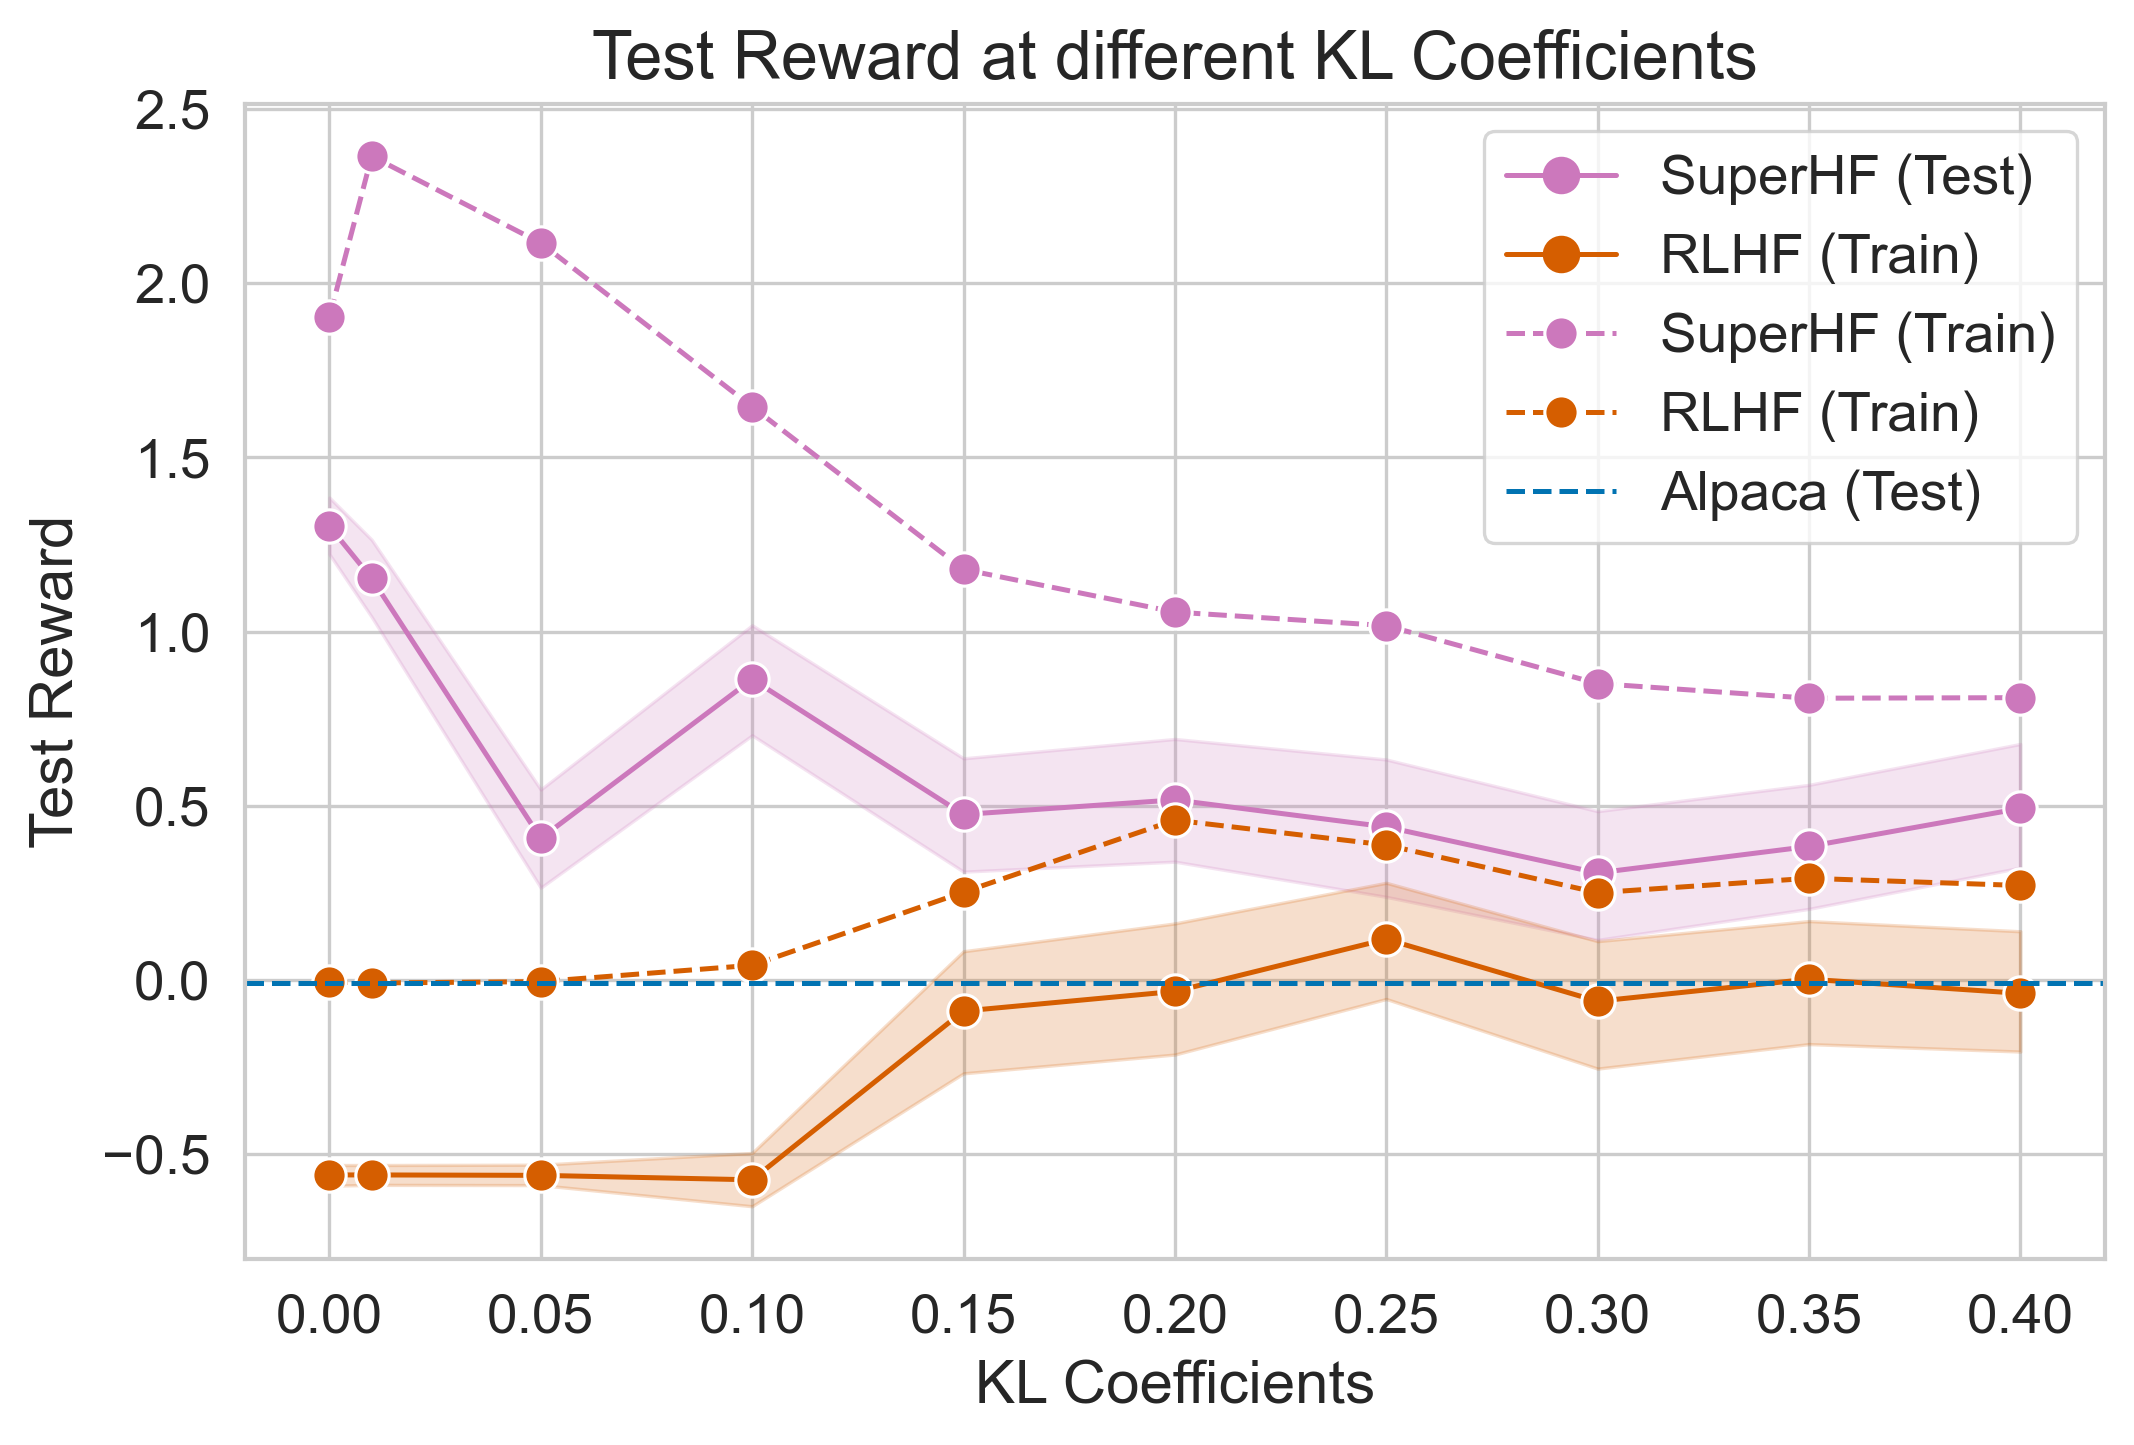 Test Reward at different KL Coefficients
2.5
2.0
1.5
1.0
0.5
0.0
−0.5
Test Reward
SuperHF (Test)
RLHF (Train)
SuperHF (Train)
RLHF (Train)
Alpaca (Test)
0.00 0.05 0.10 0.15 0.20 0.25 0.30 0.35 0.40
KL Coefficients